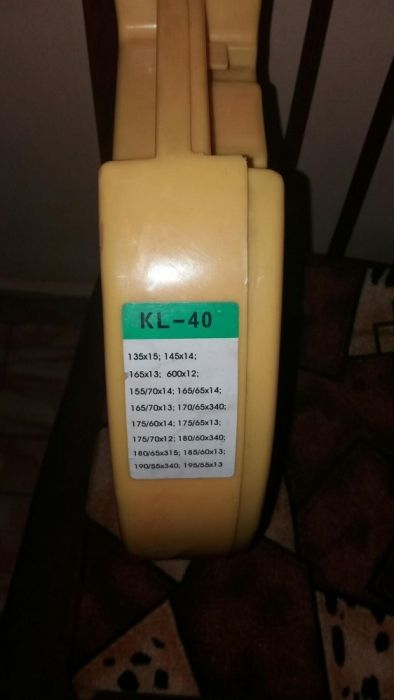 KL-40
135x15; 145x14;
165x13; 600x12;
155/70x14; 165/65x14;
165/70x13; 170/65x340;
175/60x14; 175/65x13;
175/70x12; 180/60x340;
180/65x315; 185/60x13;
190/55x340; 195/55x13